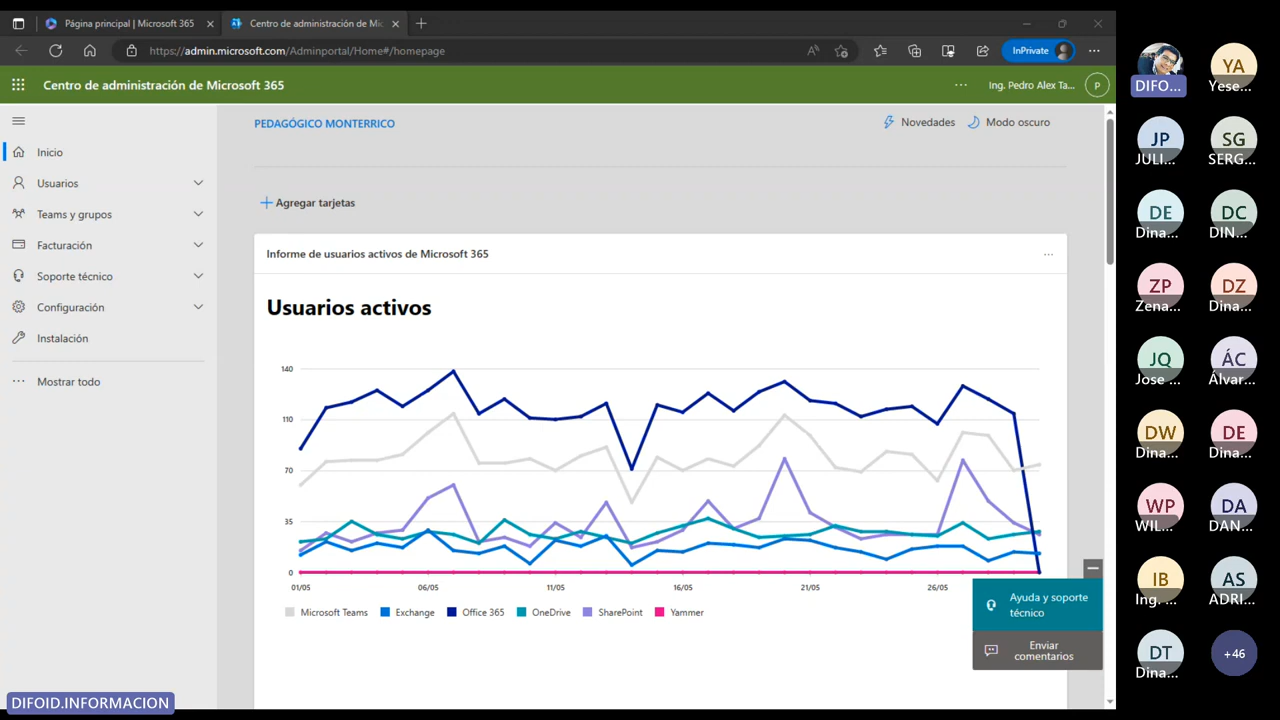 Página principal | Microsoft 365
Centro de administración de Mic
https://admin.microsoft.com/Adminportal/Home#/homepage
InPrivate
Centro de administración de Microsoft 365
Ing. Pedro Alex Ta...
P
PEDAGÓGICO MONTERRICO
Novedades
Modo oscuro
Inicio
Usuarios
Teams y grupos
Facturación
Soporte técnico
Configuración
Instalación
Mostrar todo
Agregar tarjetas
Informe de usuarios activos de Microsoft 365
Usuarios activos
140
110
70
35
0
01/05
06/05
11/05
16/05
21/05
26/05
Microsoft Teams
Exchange
Office 365
OneDrive
SharePoint
Yammer
Ayuda y soporte
técnico
Enviar
comentarios
DIFOID.INFORMACION
DIFO...
YA
Yese...
JP
JULI...
SG
SERG...
DE
Dina...
DC
DIN...
ZP
Zena...
DZ
Dina...
JQ
Jose ...
ÁC
Álvar...
DW
Dina...
DE
Dina...
WP
WIL...
DA
DAN...
IB
Ing. ...
AS
ADRI...
DT
Dina...
+46